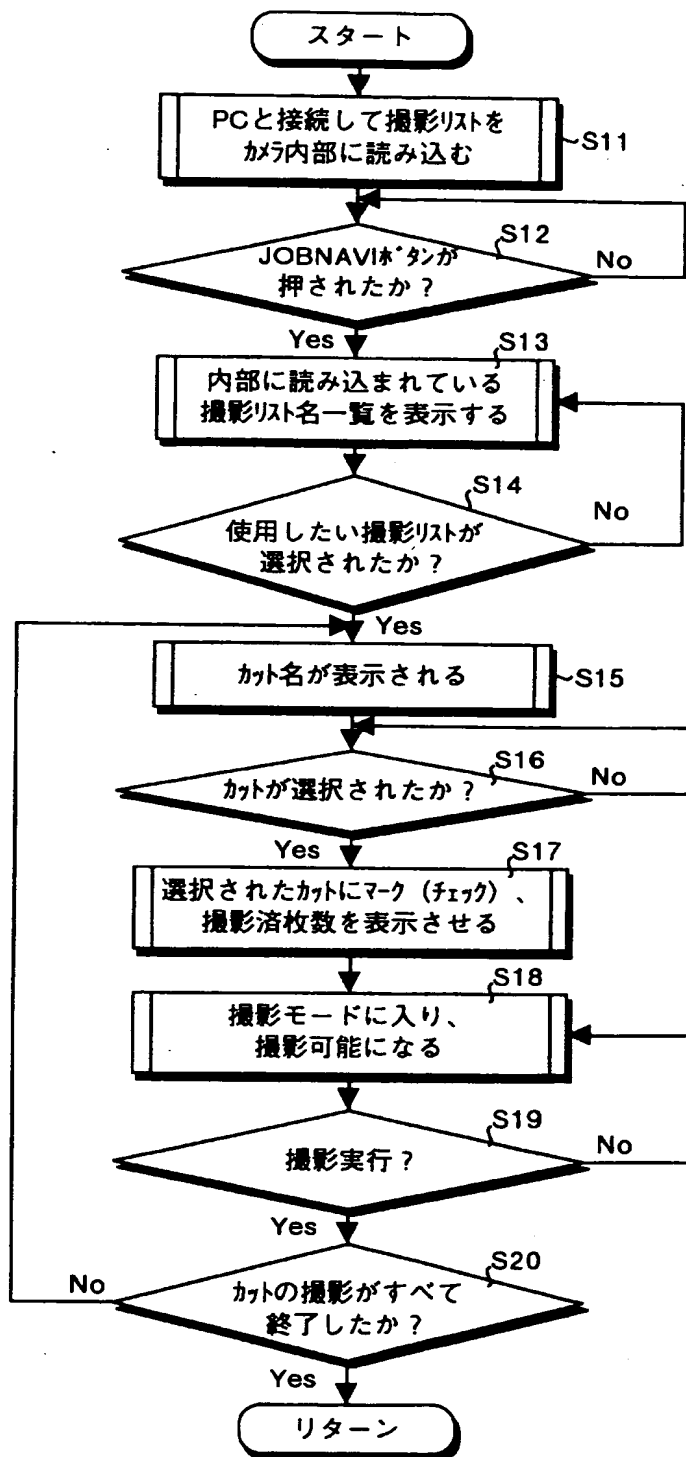 スタート
PCと接続して撮影リストを
ｶﾒﾗ内部に読み込む
S11
S12
JOBNAVIﾎﾞﾀﾝが
押されたか？
No
Yes
S13
内部に読み込まれている
撮影リスト名一覧を表示する
S14
使用したい撮影ﾘｽﾄが
選択されたか？
No
Yes
ｶｯﾄ名が表示される
S15
S16
ｶｯﾄが選択されたか？
No
Yes
S17
選択されたｶｯﾄにマーク（ﾁｪｯｸ）、
撮影済枚数を表示させる
S18
撮影モードに入り、
撮影可能になる
S19
撮影実行？
No
Yes
S20
ｶｯﾄの撮影がすべて
終了したか？
No
Yes
リターン